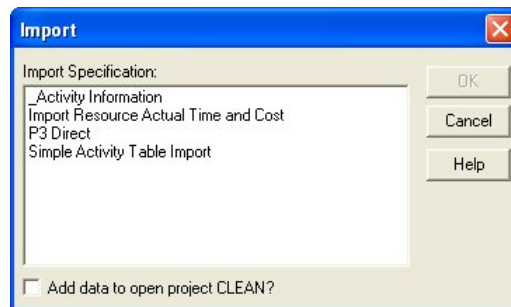 Import
Import Specification:
_Activity Information
Import Resource Actual Time and Cost
P3 Direct
Simple Activity Table Import
OK
Cancel
Help
Add data to open project CLEAN?